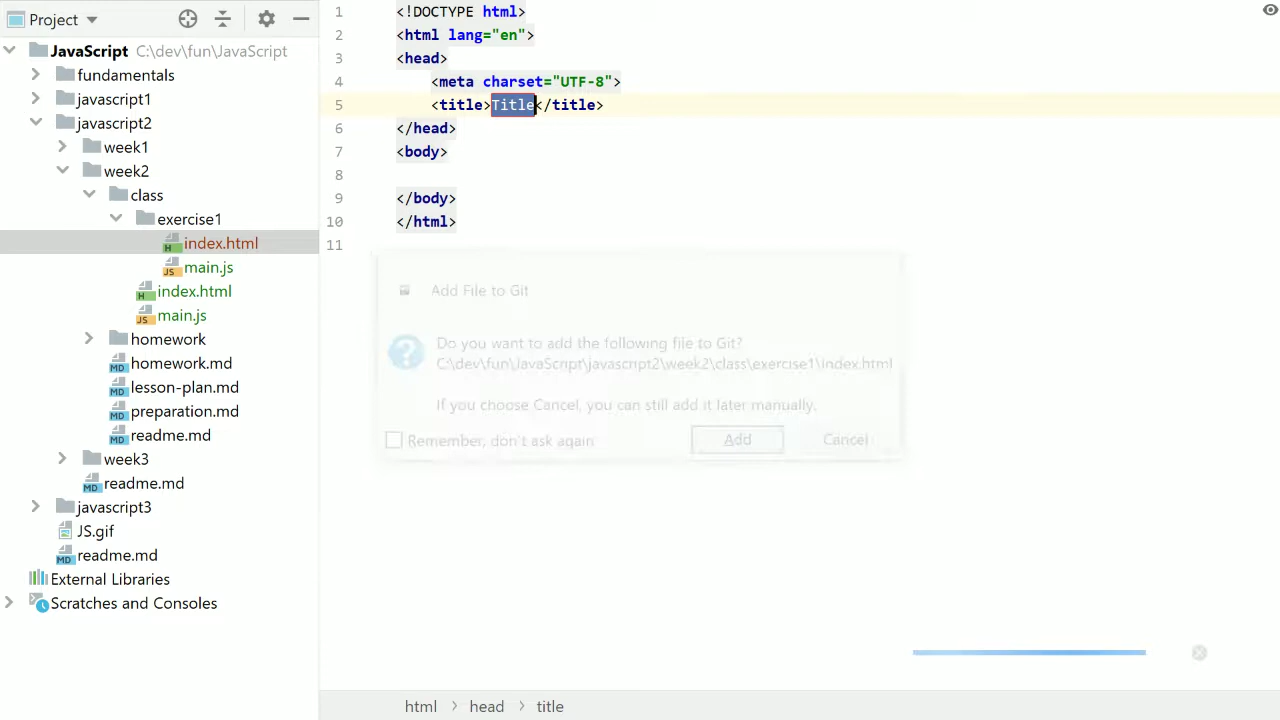 Project
JavaScript C:\dev\fun\JavaScript
fundamentals
javascript1
javascript2
week1
week2
class
exercise1
index.html
main.js
index.html
main.js
homework
homework.md
lesson-plan.md
preparation.md
readme.md
week3
readme.md
javascript3
JS.gif
readme.md
External Libraries
Scratches and Consoles
1 <!DOCTYPE html>
2 <html lang="en">
3 <head>
4 <meta charset="UTF-8">
5 <title>Title</title>
6 </head>
7 <body>
8
9 </body>
10 </html>
11
Add File to Git
Do you want to add the following file to Git?
C:\dev\fun\JavaScript\javascript2\week2\class\exercise1\index.html
If you choose Cancel, you can still add it later manually.
Remember, don't ask again Add Cancel
html > head > title